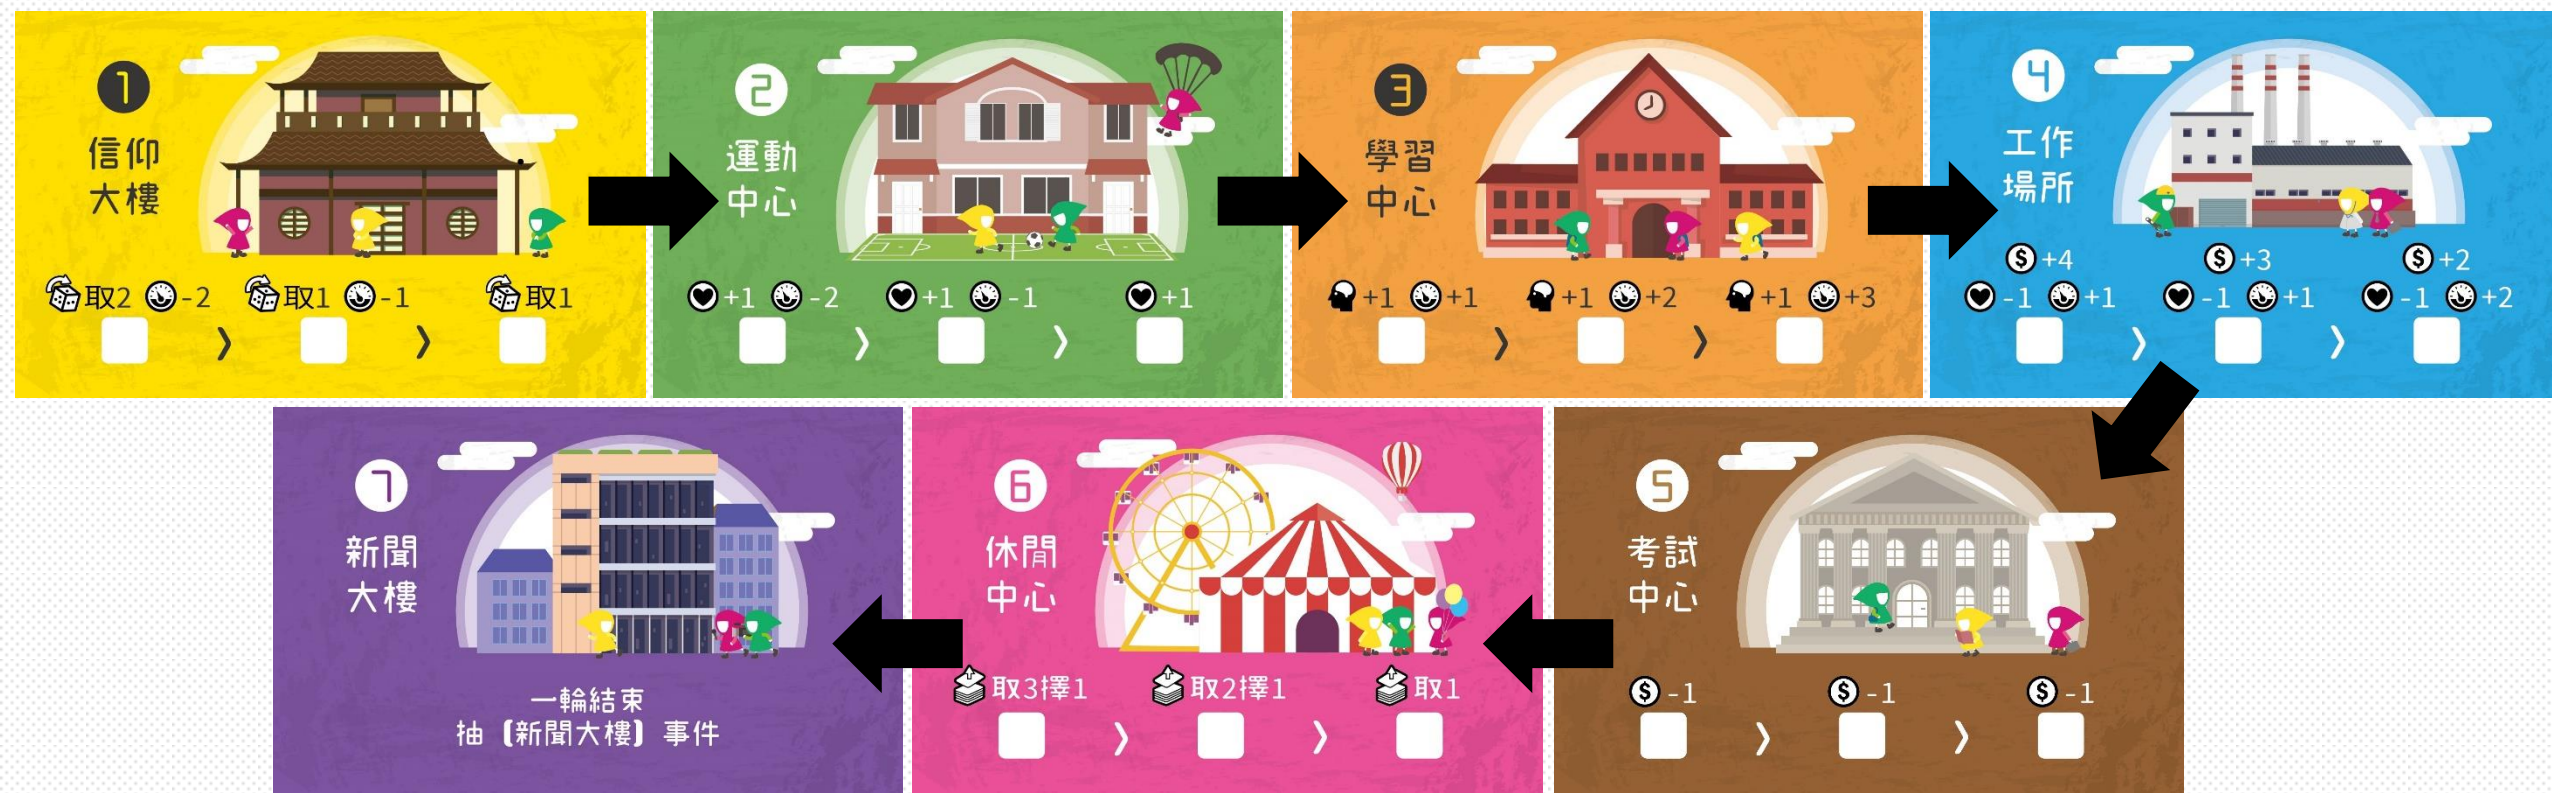 1
信仰
大樓
取2 -2 取1 -1 取1
2
運動
中心
+1 -2 +1 -1 +1
3
學習
中心
+1 +1 +1 +2 +1 +3
4
工作
場所
$ +4 $ +3 $ +2
-1 +1 -1 +1 -1 +2
5
考試
中心
$ -1 $ -1 $ -1
6
休閒
中心
取3擇1 取2擇1 取1
7
新聞
大樓
一輪結束
抽【新聞大樓】事件